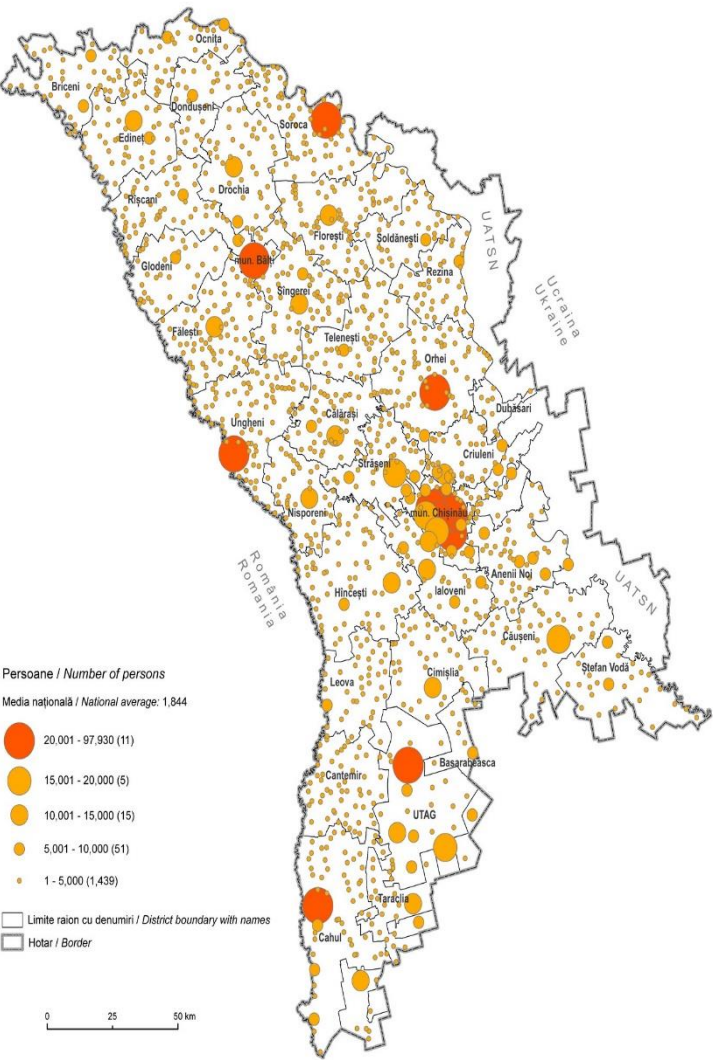 Ocnița
Briceni
Dondușeni
Soroca
Edineț
Drochia
Rîșcani
Florești
Șoldănești
UATSN
Rezina
Glodeni
mun. Bălți
Ucraina
Ukraine
Sîngerei
Fălești
Telenești
Orhei
Dubăsari
Ungheni
Călărași
Criuleni
Strășeni
Nisporeni
mun. Chișinău
România
Romania
Anenii Noi
UATSN
Hîncești
Ialoveni
Căușeni
Ștefan Vodă
Leova
Cimișlia
Basarabeasca
Cantemir
UTAG
Taraclia
Cahul
Persoane / Number of persons
Media națională / National average: 1,844
20,001 - 97,930 (11)
15,001 - 20,000 (5)
10,001 - 15,000 (15)
5,001 - 10,000 (51)
1 - 5,000 (1,439)
Limite raion cu denumiri / District boundary with names
Hotar / Border
0 25 50 km